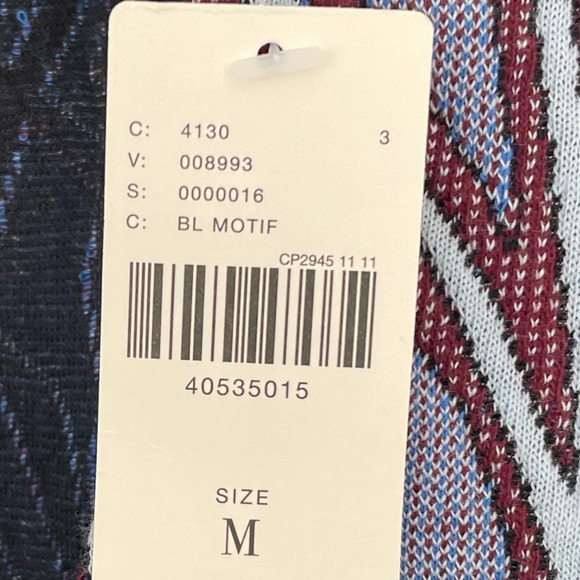 C: 4130 3
V: 008993
S: 0000016
C: BL MOTIF
CP2945 11 11
40535015
SIZE
M